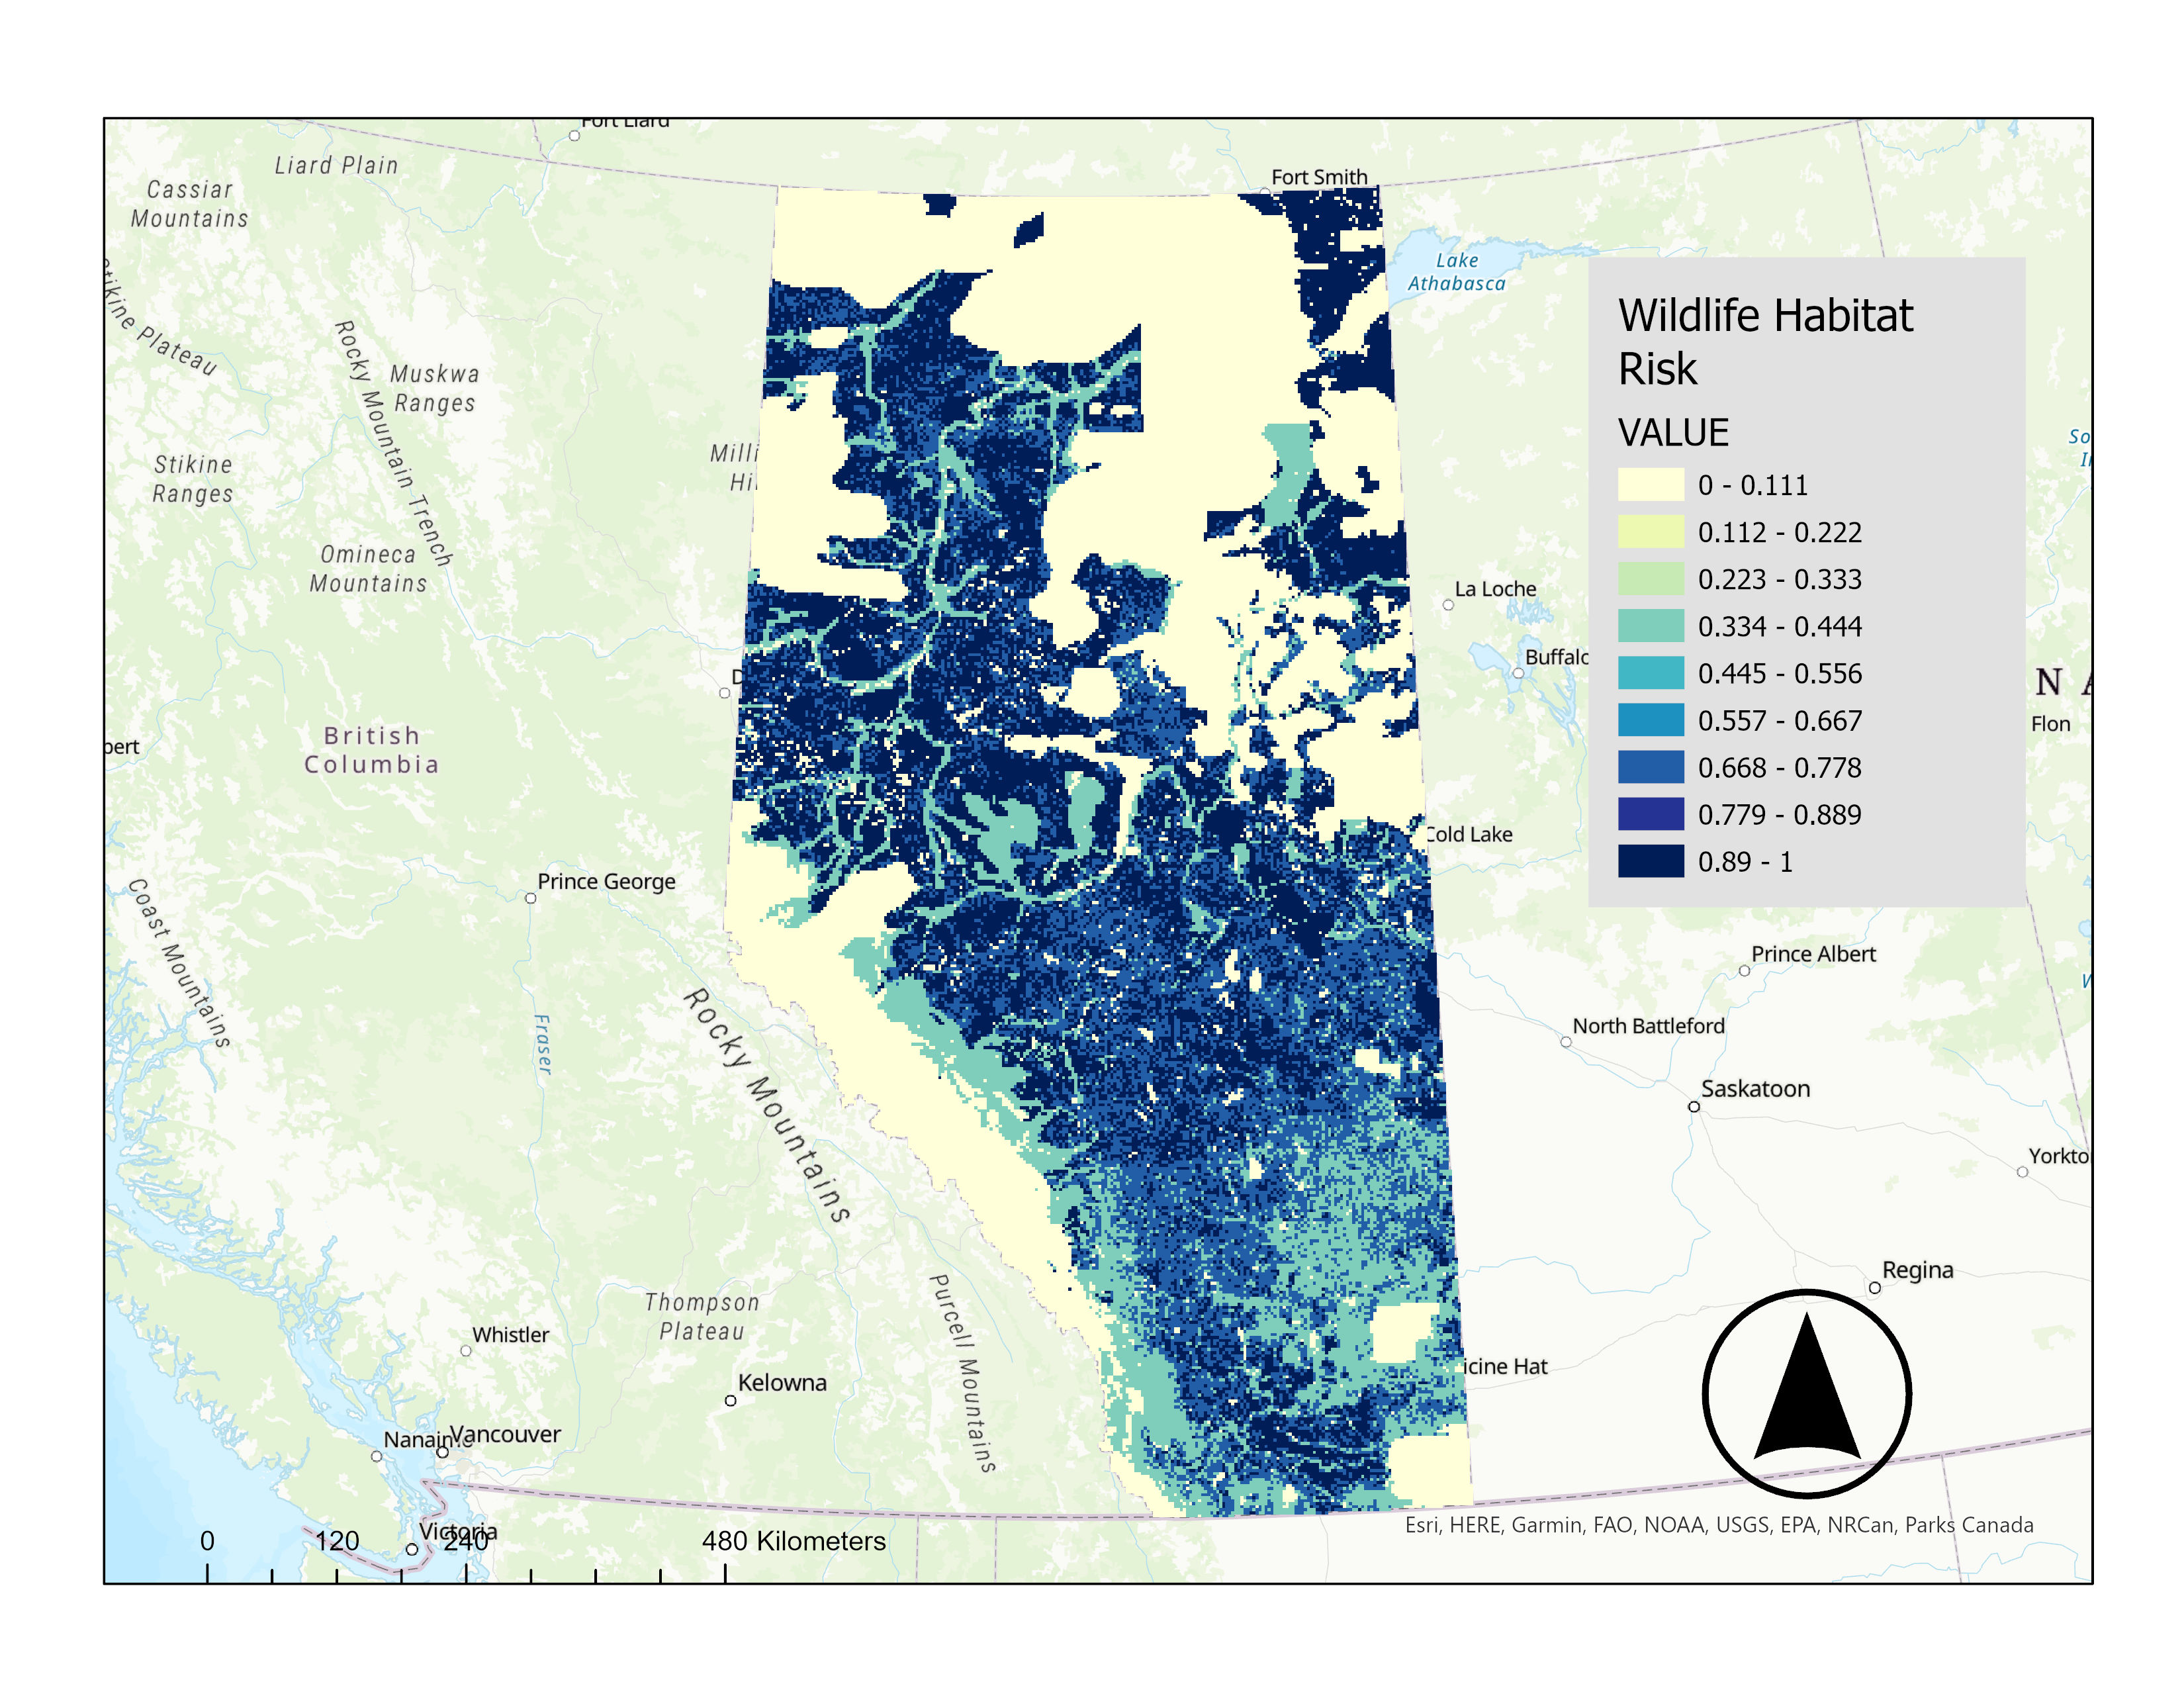 Fort Liard
Liard Plain
Cassiar
Mountains
Fort Smith
Lake
Athabasca
Stikine Plateau
Rocky Mountain Trench
Muskwa
Ranges
Milli
Hi
Stikine
Ranges
Omineca
Mountains
La Loche
Buffalo
D
British
Columbia
bert
N A
Flon
So
Cold Lake
Prince George
Coast Mountains
Prince Albert
W
Rocky Mountains
Fraser
North Battleford
Saskatoon
Yorkto
Regina
Purcell Mountains
Thompson
Plateau
Whistler
icine Hat
Kelowna
Nanaimo
Vancouver
Victoria
Wildlife Habitat
Risk
VALUE
0 - 0.111
0.112 - 0.222
0.223 - 0.333
0.334 - 0.444
0.445 - 0.556
0.557 - 0.667
0.668 - 0.778
0.779 - 0.889
0.89 - 1
0 120 240 480 Kilometers
Esri, HERE, Garmin, FAO, NOAA, USGS, EPA, NRCan, Parks Canada